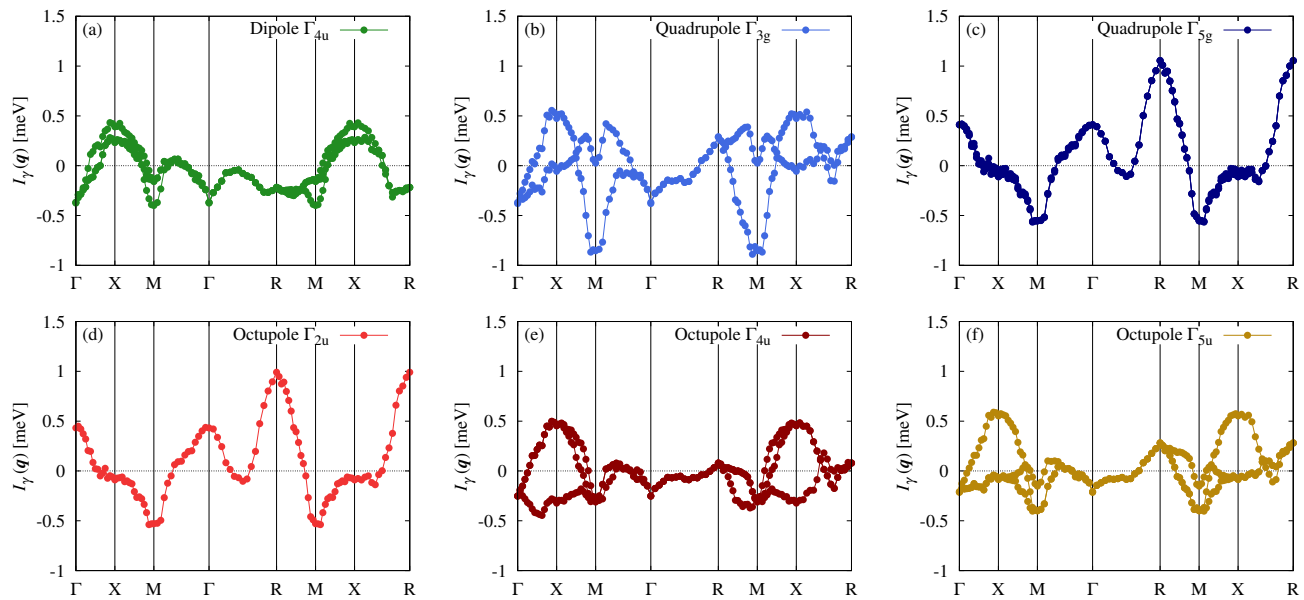 (a) Dipole Γ4u
1.5
1
0.5
0
-0.5
-1
Iγ(q) [meV]
Γ X M Γ R M X R
(b) Quadrupole Γ3g
1.5
1
0.5
0
-0.5
-1
Iγ(q) [meV]
Γ X M Γ R M X R
(c) Quadrupole Γ5g
1.5
1
0.5
0
-0.5
-1
Iγ(q) [meV]
Γ X M Γ R M X R
(d) Octupole Γ2u
1.5
1
0.5
0
-0.5
-1
Iγ(q) [meV]
Γ X M Γ R M X R
(e) Octupole Γ4u
1.5
1
0.5
0
-0.5
-1
Iγ(q) [meV]
Γ X M Γ R M X R
(f) Octupole Γ5u
1.5
1
0.5
0
-0.5
-1
Iγ(q) [meV]
Γ X M Γ R M X R